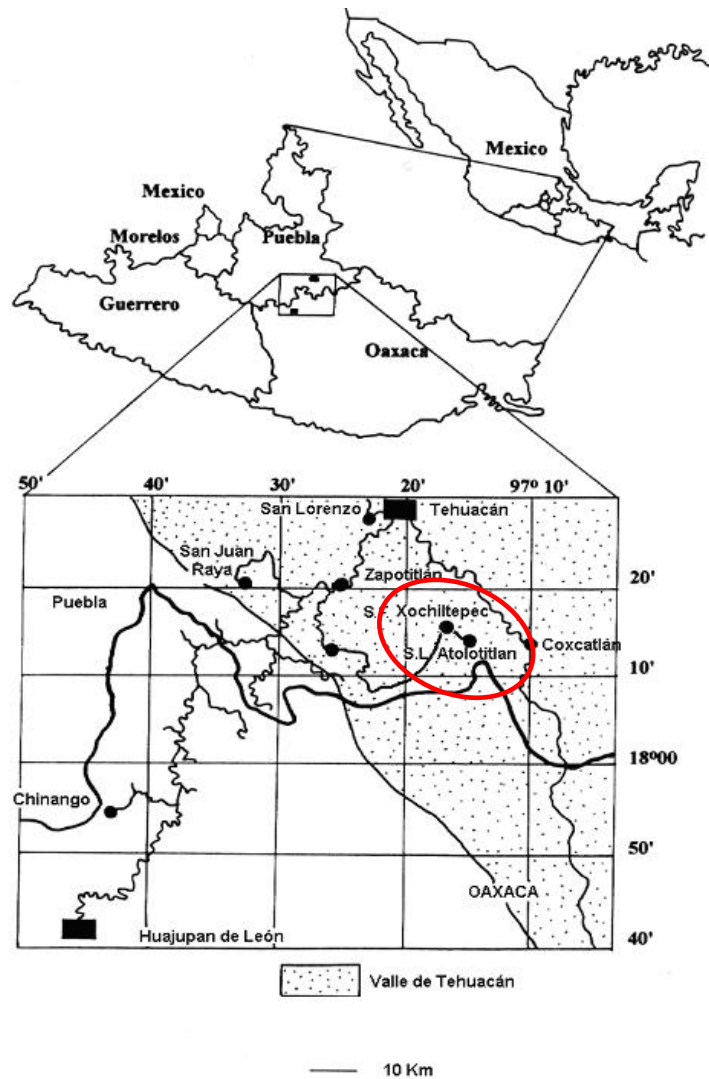 Mexico
Mexico
Morelos
Puebla
Guerrero
Oaxaca
50'
40'
30'
20'
97º 10'
San Lorenzo
Tehuacán
San Juan
Raya
Zapotitlán
20'
Puebla
S.F. Xochiltepec
Coxcatlán
S.L. Atolotitlan
10'
18º00
Chinango
50'
OAXACA
Huajupan de León
40'
Valle de Tehuacán
10 Km